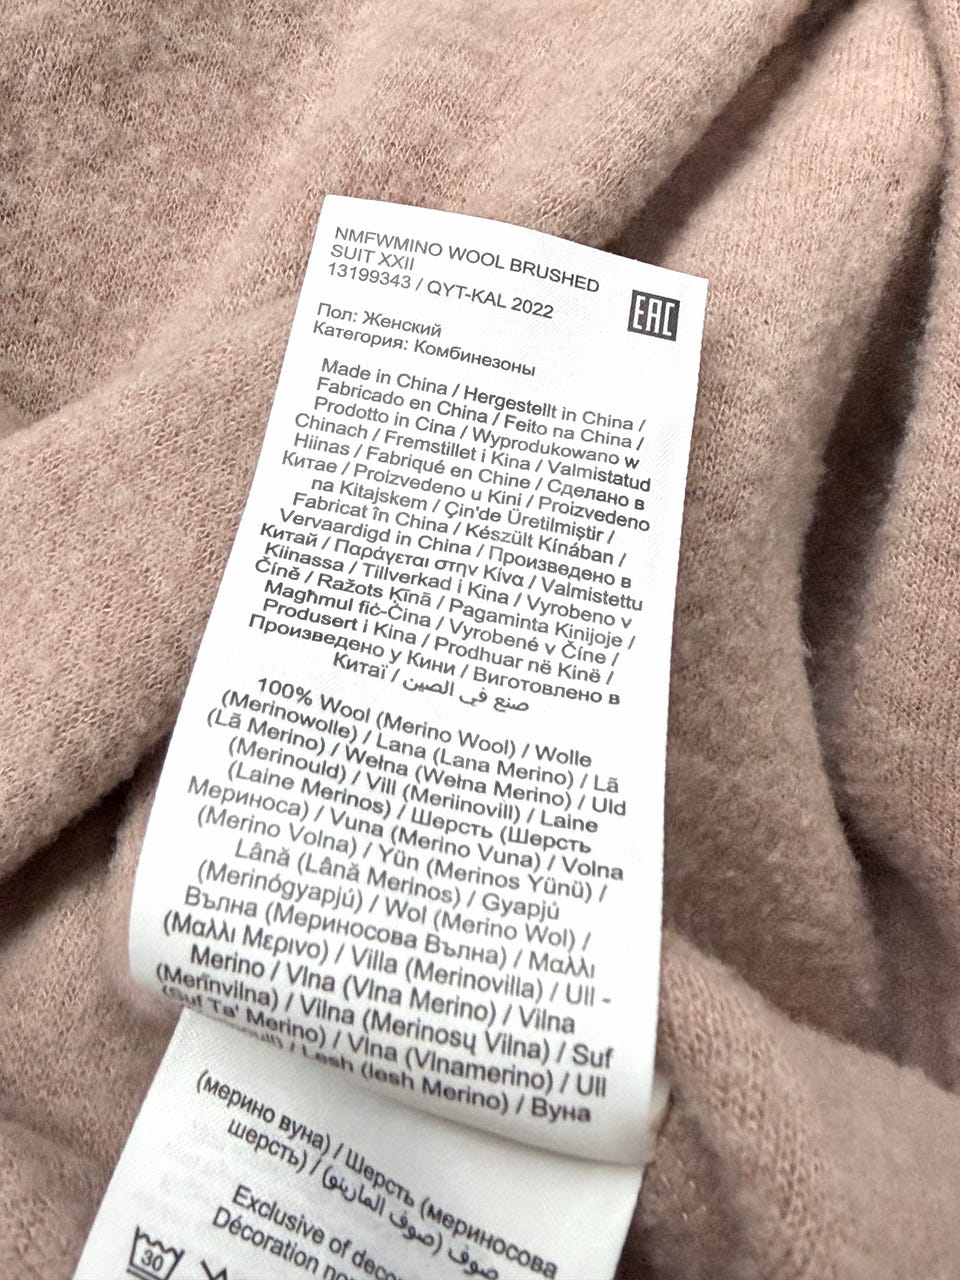 NMFWMINO WOOL BRUSHED
SUIT XXII
13199343 / QYT-KAL 2022
EAC
Пол: Женский
Категория: Комбинезоны
Made in China / Hergestellt in China /
Fabricado en China / Feito na China /
Prodotto in Cina / Wyprodukowano w
Chinach / Fremstillet i Kina / Valmistatud
Hiinas / Fabriqué en Chine / Сделано в
Китае / Proizvedeno u Kini / Proizvedeno
na Kitajskem / Çin'de Üretilmiştir /
Fabricat în China / Készült Kínában /
Vervaardigd in China / Произведено в
Китай / Παράγεται στην Κίνα / Valmistettu
Kiinassa / Tillverkad i Kina / Vyrobeno v
Číně / Ražots Ķīnā / Pagaminta Kinijoje /
Magħmul fiċ-Ċina / Vyrobené v Číne /
Produsert i Kina / Prodhuar në Kinë /
Произведено у Кини / Виготовлено в
Китаї / صنع في الصين
100% Wool (Merino Wool) / Wolle
(Merinowolle) / Lana (Lana Merino) / Lã
(Lã Merino) / Wełna (Wełna Merino) / Uld
(Merinould) / Vill (Meriinovill) / Laine
(Laine Merinos) / Шерсть (Шерсть
Мериноса) / Vuna (Merino Vuna) / Volna
(Merino Volna) / Yün (Merinos Yünü) /
Lână (Lână Merinos) / Gyapjú
(Merinógyapjú) / Wol (Merino Wol) /
Вълна (Мериносова Вълна) / Μαλλι
(Μαλλι Μεριvο) / Villa (Merinovilla) / Ull -
Merino / Vlna (Vlna Merino) / Vilna
(Merīnvilna) / Vilna (Merinosų Vilna) / Suf
(Suf Ta' Merino) / Vlna (Vlnamerino) / Ull
/ Lesh (lesh Merino) / Вуна
(мерино вуна) / Шерсть (мериносова
шерсть) / صوف (صوف المارينو)
Exclusive of deco
Décoration no
30